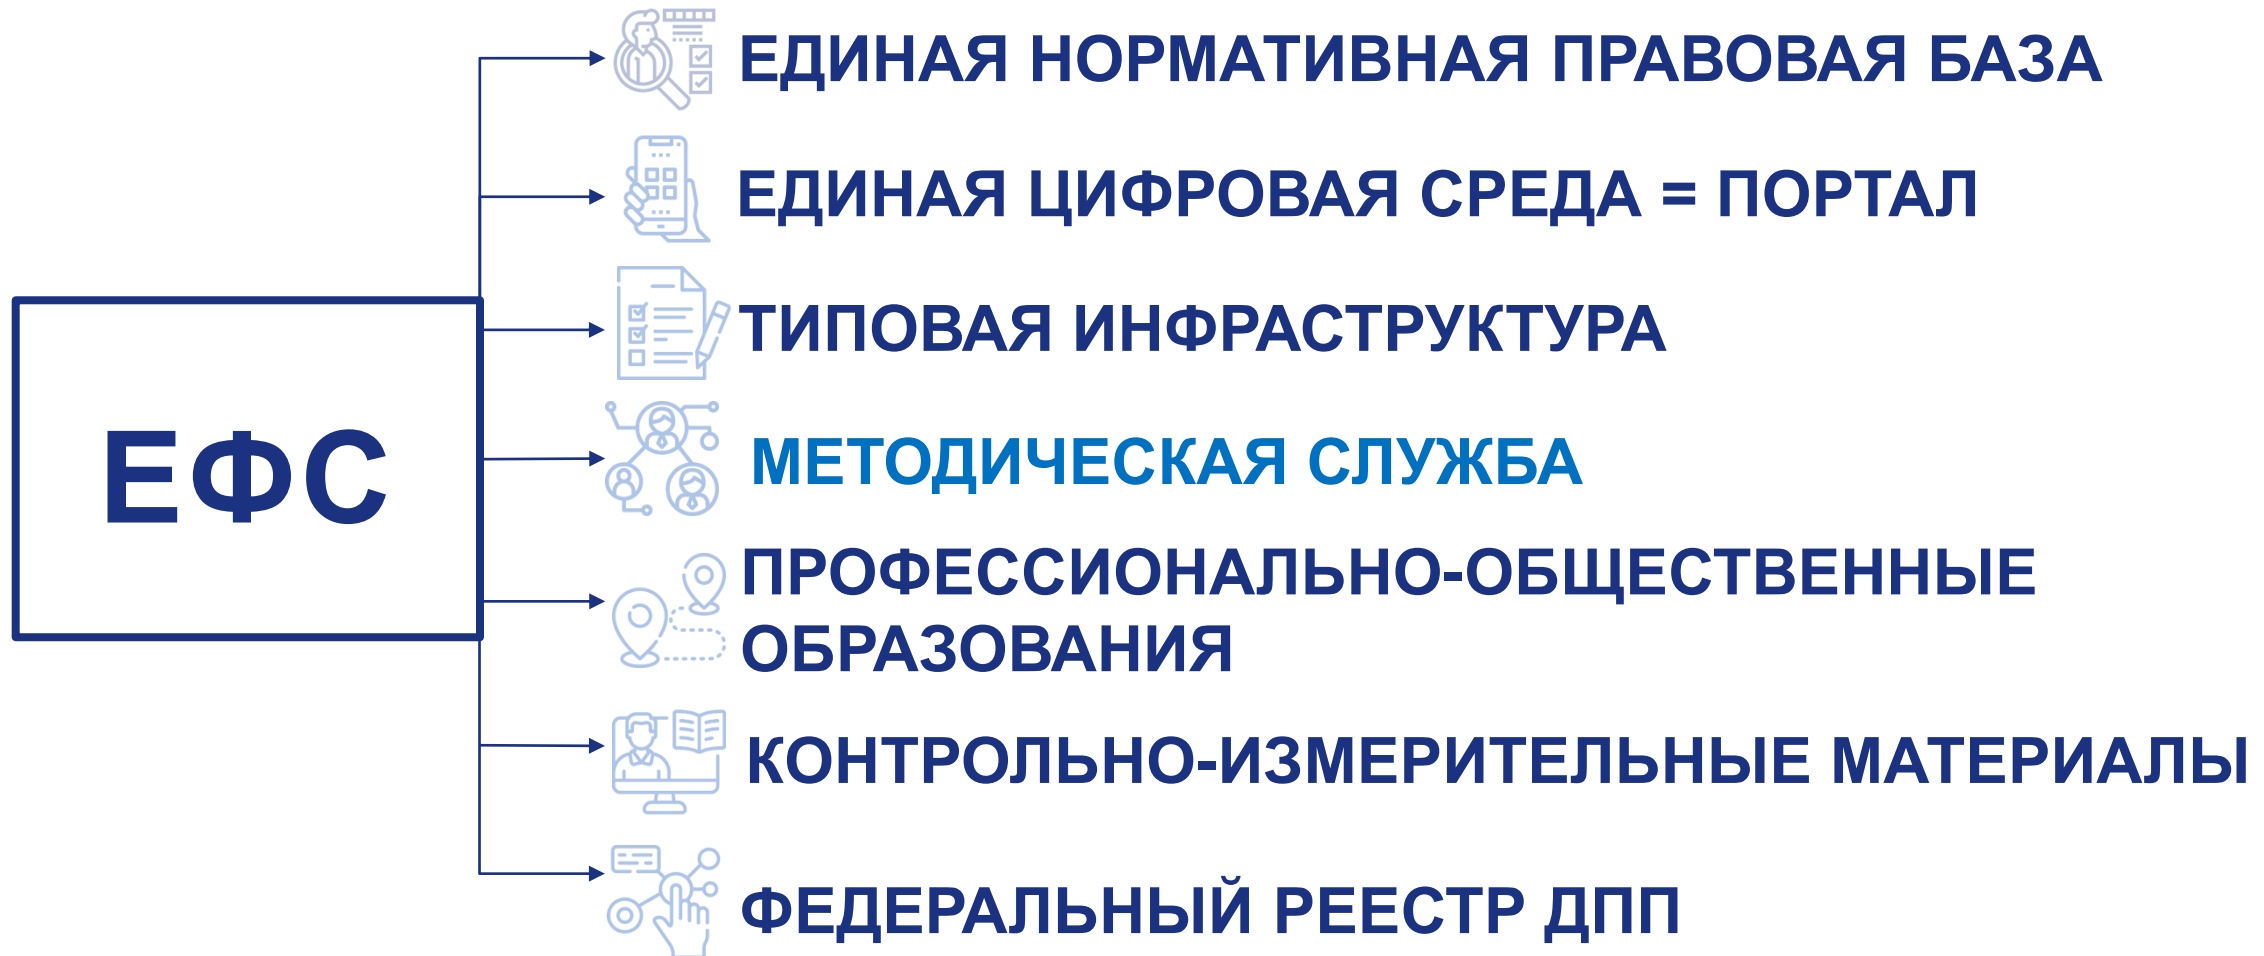 ЕДИНАЯ НОРМАТИВНАЯ ПРАВОВАЯ БАЗА
ЕДИНАЯ ЦИФРОВАЯ СРЕДА = ПОРТАЛ
ТИПОВАЯ ИНФРАСТРУКТУРА
ЕФС
МЕТОДИЧЕСКАЯ СЛУЖБА
ПРОФЕССИОНАЛЬНО-ОБЩЕСТВЕННЫЕ
ОБРАЗОВАНИЯ
КОНТРОЛЬНО-ИЗМЕРИТЕЛЬНЫЕ МАТЕРИАЛЫ
ФЕДЕРАЛЬНЫЙ РЕЕСТР ДПП